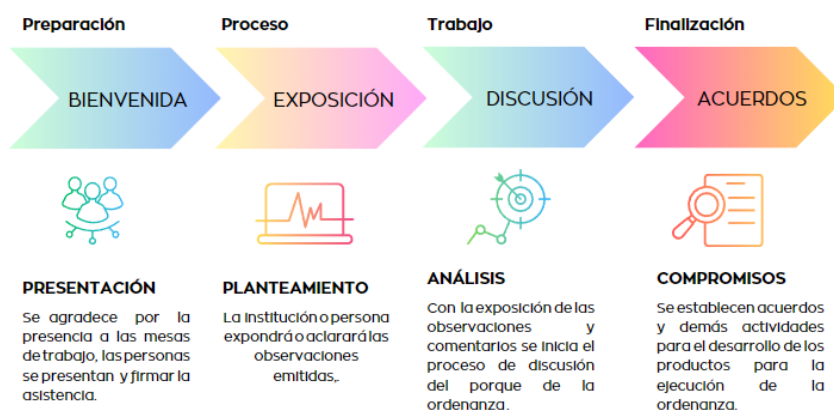 Preparación
Proceso
Trabajo
Finalización
BIENVENIDA
EXPOSICIÓN
DISCUSIÓN
ACUERDOS
PRESENTACIÓN
Se agradece por la
presencia a las mesas
de trabajo, las personas
se presentan y firmar la
asistencia.
PLANTEAMIENTO
La institución o persona
expondrá o aclarará las
observaciones
emitidas,.
ANÁLISIS
Con la exposición de las
observaciones y
comentarios se inicia el
proceso de discusión
del porque de la
ordenanza.
COMPROMISOS
Se establecen acuerdos
y demás actividades
para el desarrollo de los
productos para la
ejecución de la
ordenanza.